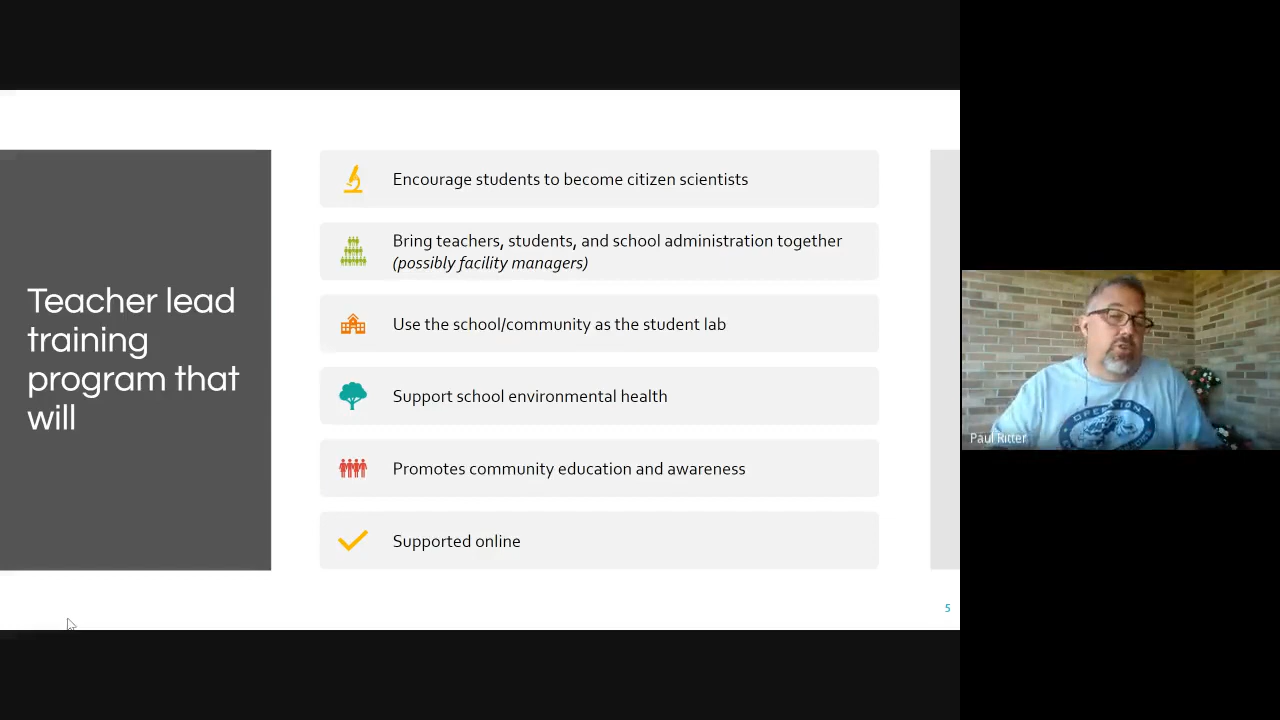 Teacher lead
training
program that
will
Encourage students to become citizen scientists
Bring teachers, students, and school administration together
(possibly facility managers)
Use the school/community as the student lab
Support school environmental health
Promotes community education and awareness
Supported online
5
OPERATION
Paul Ritter